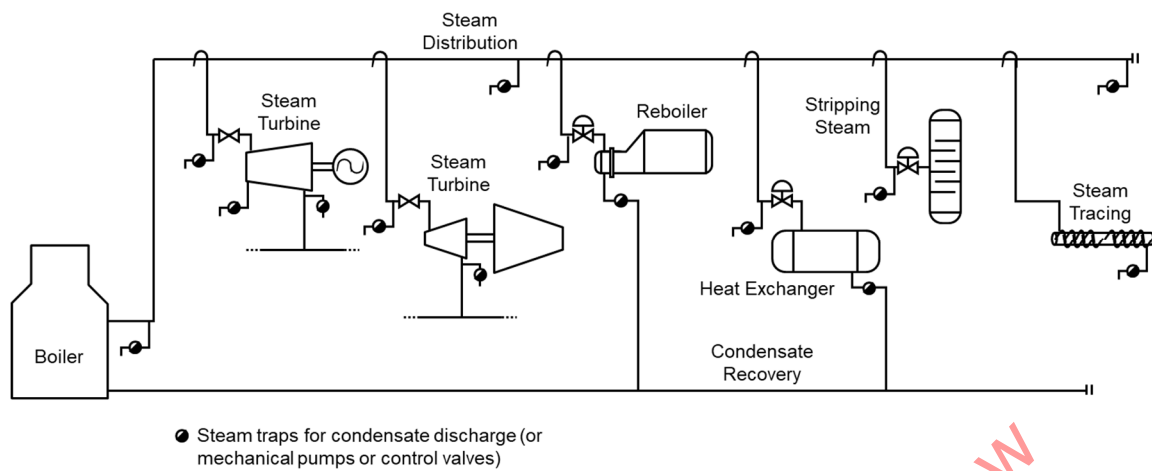 Steam
Distribution
Steam
Turbine
Steam
Turbine
Reboiler
Stripping
Steam
Steam
Tracing
Heat Exchanger
Boiler
Condensate
Recovery
Steam traps for condensate discharge (or
mechanical pumps or control valves)
w